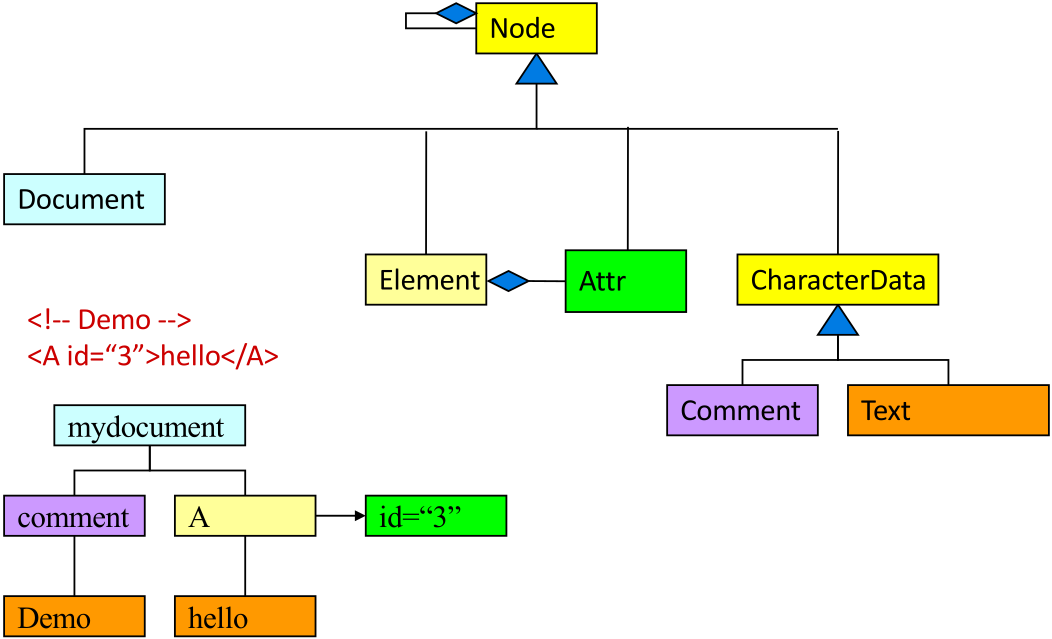 Node
Document
Element
Attr
CharacterData
<!-- Demo -->
<A id=“3”>hello</A>
Comment
Text
mydocument
comment
A
id=“3”
Demo
hello